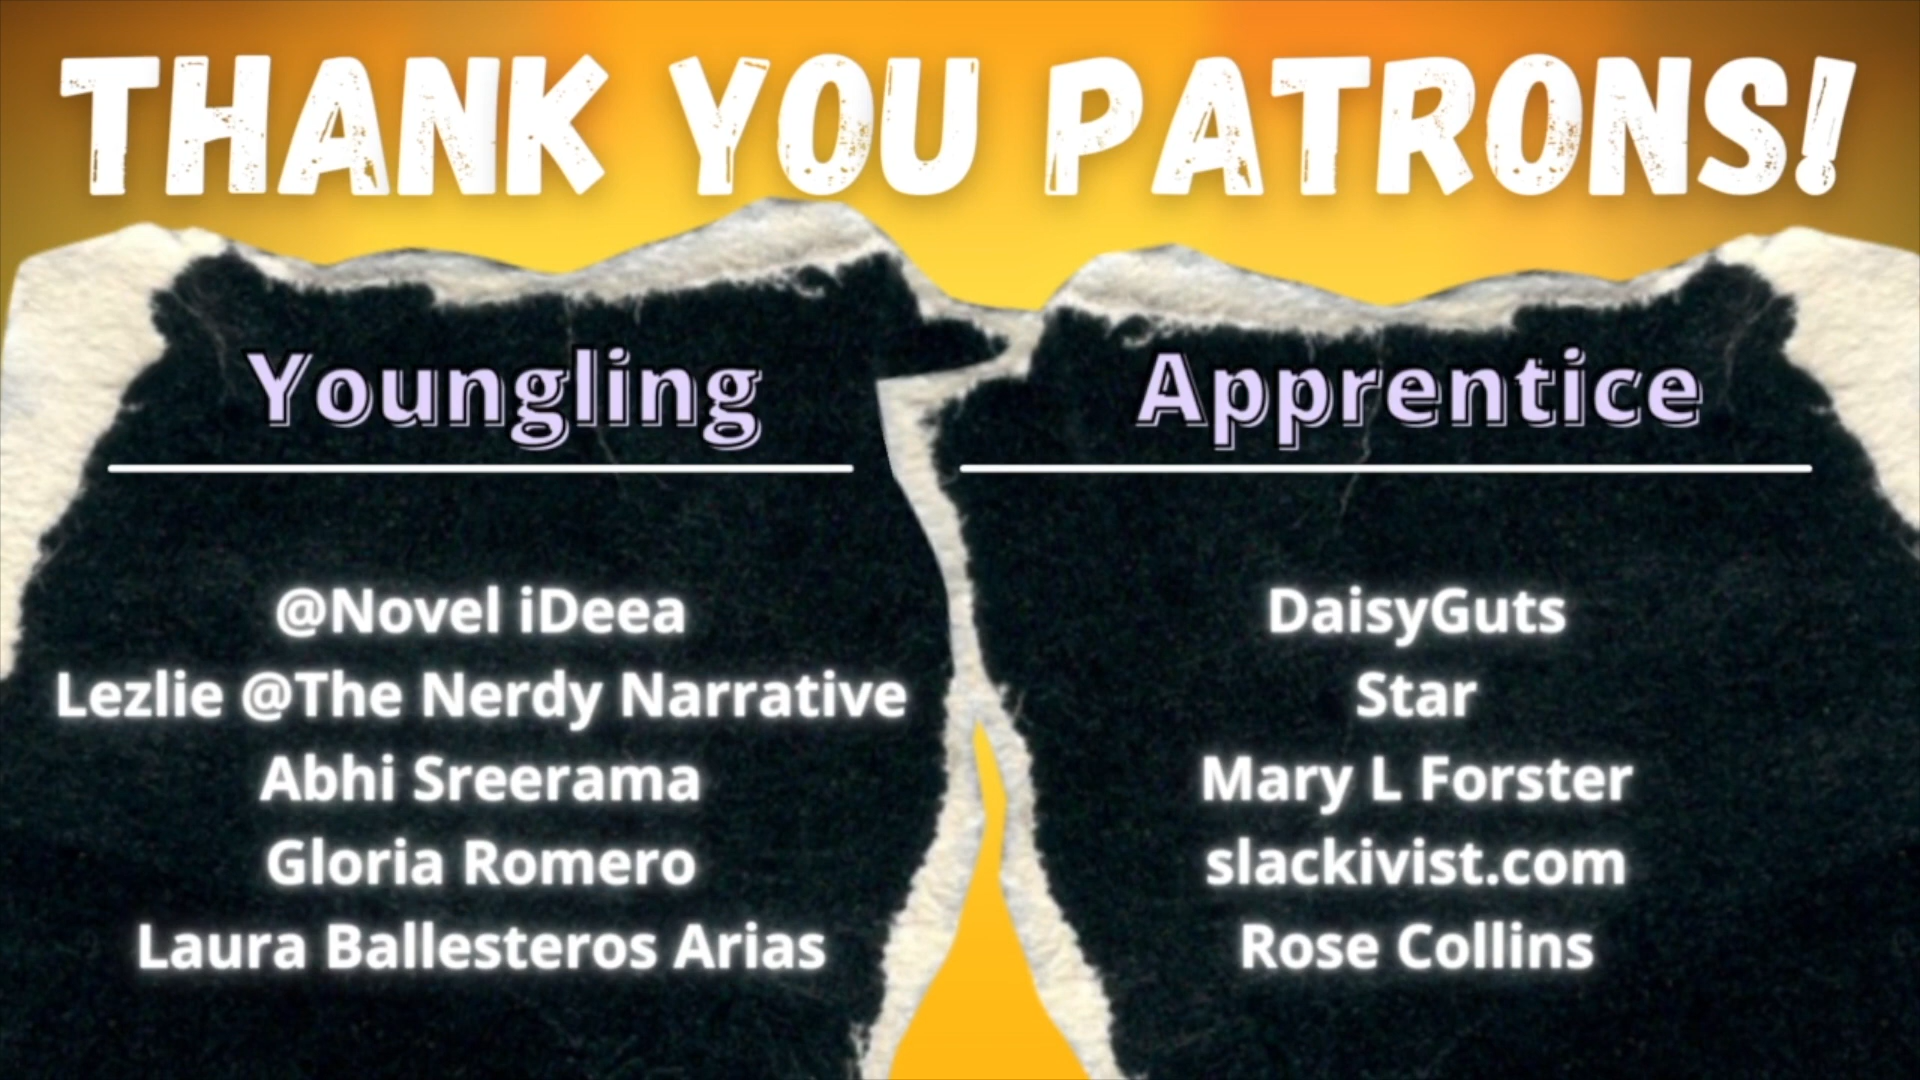 THANK YOU PATRONS!
Youngling
@Novel iDeea
Lezlie @The Nerdy Narrative
Abhi Sreerama
Gloria Romero
Laura Ballesteros Arias
Apprentice
DaisyGuts
Star
Mary L Forster
slackivist.com
Rose Collins